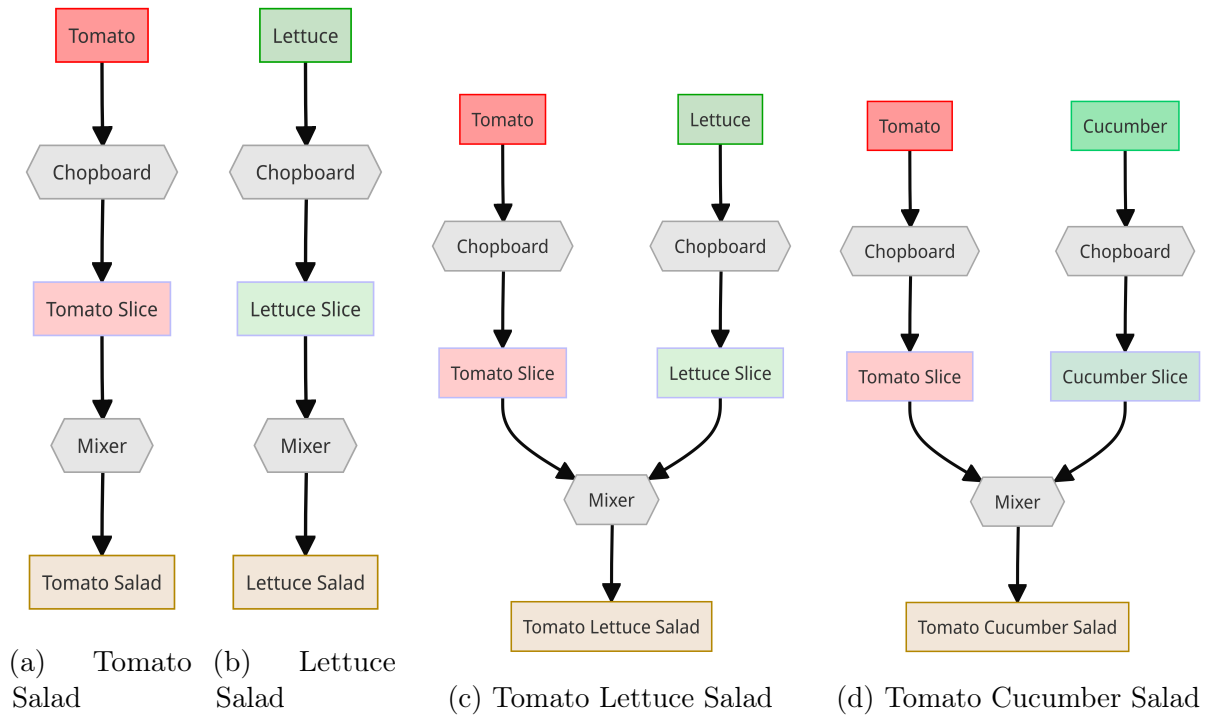 Tomato
Chopboard
Tomato Slice
Mixer
Tomato Salad
(a) Tomato
Salad
Lettuce
Chopboard
Lettuce Slice
Mixer
Lettuce Salad
(b) Lettuce
Salad
Tomato
Lettuce
Chopboard
Chopboard
Tomato Slice
Lettuce Slice
Mixer
Tomato Lettuce Salad
(c) Tomato Lettuce Salad
Tomato
Cucumber
Chopboard
Chopboard
Tomato Slice
Cucumber Slice
Mixer
Tomato Cucumber Salad
(d) Tomato Cucumber Salad